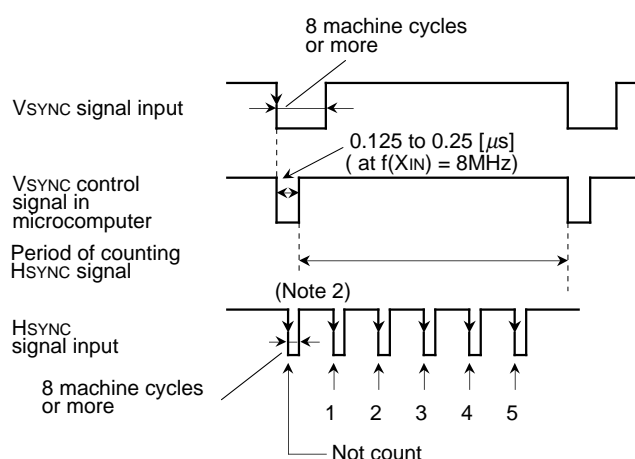 8 machine cycles
or more
VSYNC signal input
0.125 to 0.25 [μs]
( at f(XIN) = 8MHz)
VSYNC control
signal in
microcomputer
Period of counting
HSYNC signal
(Note 2)
HSYNC
signal input
8 machine cycles
or more
1 2 3 4 5
Not count